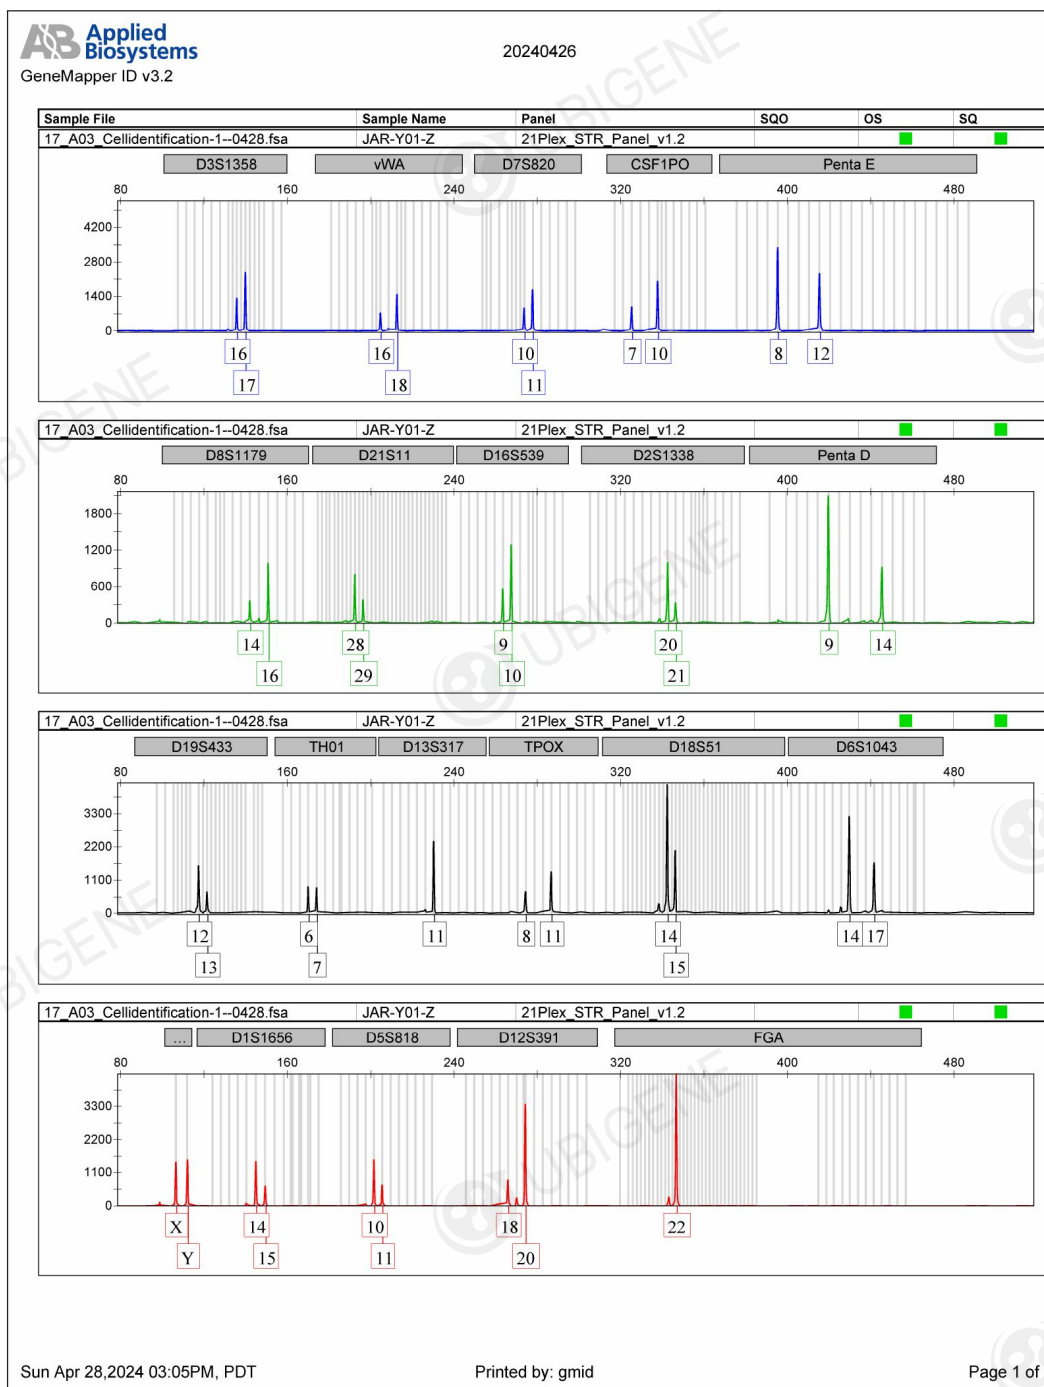 Applied
Biosystems
GeneMapper ID v3.2
20240426
Sample File Sample Name Panel SQO OS SQ
17_A03_Cellidentification-1--0428.fsa JAR-Y01-Z 21Plex_STR_Panel_v1.2
D3S1358 vWA D7S820 CSF1PO Penta E
80 160 240 320 400 480
4200
2800
1400
0
16 16 10 7 10 8 12
17 18 11
17_A03_Cellidentification-1--0428.fsa JAR-Y01-Z 21Plex_STR_Panel_v1.2
D8S1179 D21S11 D16S539 D2S1338 Penta D
80 160 240 320 400 480
1800
1200
600
0
14 28 9 20 9 14
16 29 10 21
17_A03_Cellidentification-1--0428.fsa JAR-Y01-Z 21Plex_STR_Panel_v1.2
D19S433 TH01 D13S317 TPOX D18S51 D6S1043
80 160 240 320 400 480
3300
2200
1100
0
12 6 11 8 11 14 14 17
13 7 15
17_A03_Cellidentification-1--0428.fsa JAR-Y01-Z 21Plex_STR_Panel_v1.2
... D1S1656 D5S818 D12S391 FGA
80 160 240 320 400 480
3300
2200
1100
0
X 14 10 18 22
Y 15 11 20
Sun Apr 28,2024 03:05PM, PDT Printed by: gmid Page 1 of
UBIGENE
UBIGENE
UBIGENE
UBIGENE
UBIGENE